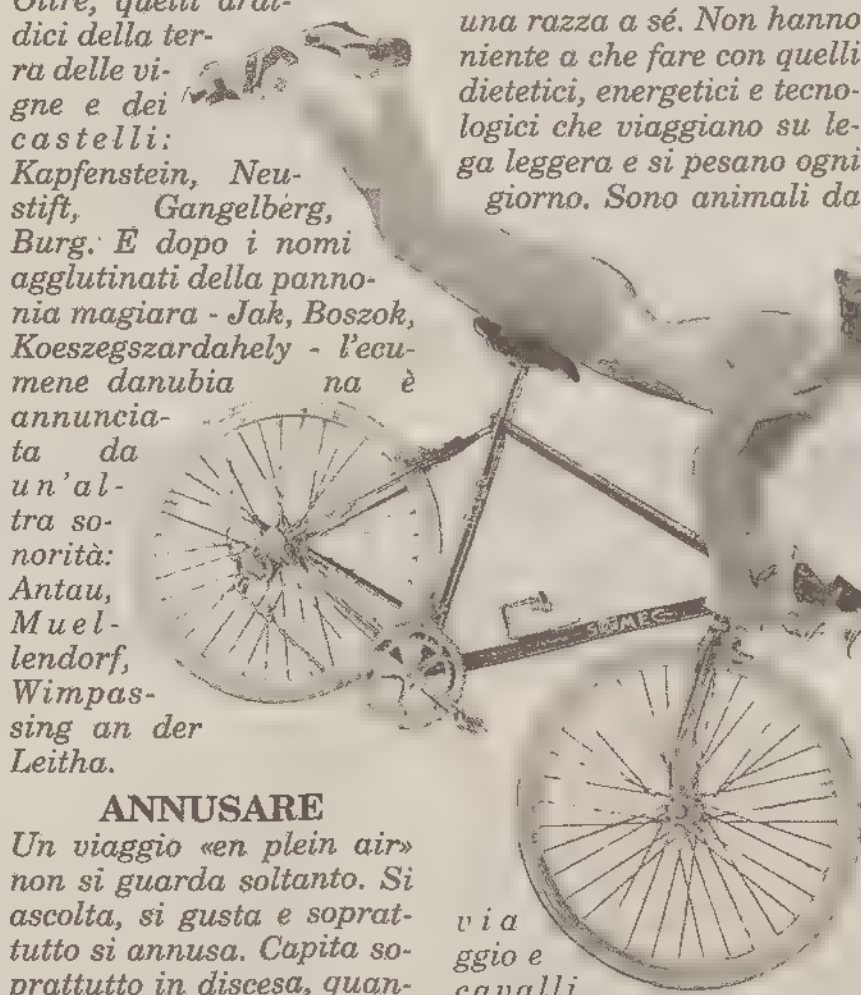 Oltre, quelli aral-
dici della ter-
ra delle vi-
gne e dei
castelli:
Kapfenstein, Neu-
stift, Gangelberg,
Burg. E dopo i nomi
agglutinati della panno-
nia magiara - Jak, Boszok,
Koeszegszardahely - l'ecu-
mene danubia na è
annuncia-
ta da
un'al-
tra so-
norità:
Antau,
Muel-
lendorf,
Wimpas-
sing an der
Leitha.
ANNUSARE
Un viaggio «en plein air»
non si guarda soltanto. Si
ascolta, si gusta e soprat-
tutto si annusa. Capita so-
prattutto in discesa, quan-
una razza a sé. Non hanno
niente a che fare con quelli
dietetici, energetici e tecno-
logici che viaggiano su le-
ga leggera e si pesano ogni
giorno. Sono animali da
via
ggio e
cavalli